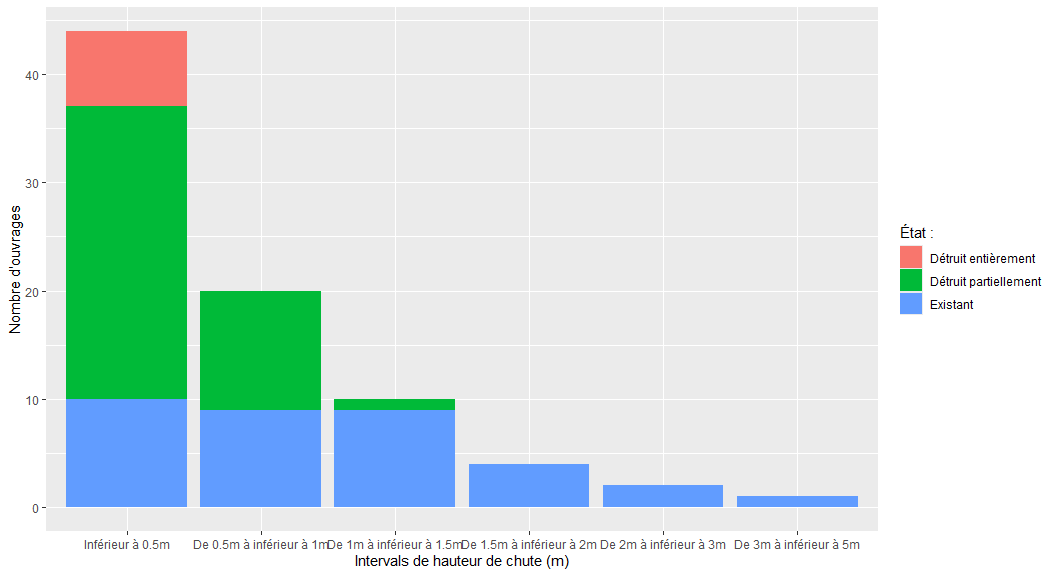 40
30
20
10
0
Nombre d'ouvrages
Inférieur à 0.5m
De 0.5m à inférieur à 1m
De 1m à inférieur à 1.5m
De 1.5m à inférieur à 2m
De 2m à inférieur à 3m
De 3m à inférieur à 5m
Intervals de hauteur de chute (m)
État :
Détruit entièrement
Détruit partiellement
Existant